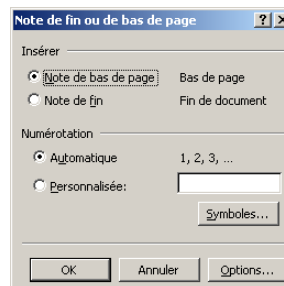 Note de fin ou de bas de page
Insérer
Note de bas de page Bas de page
Note de fin Fin de document
Numérotation
Automatique 1, 2, 3, ...
Personnalisée:
Symboles...
OK Annuler Options...